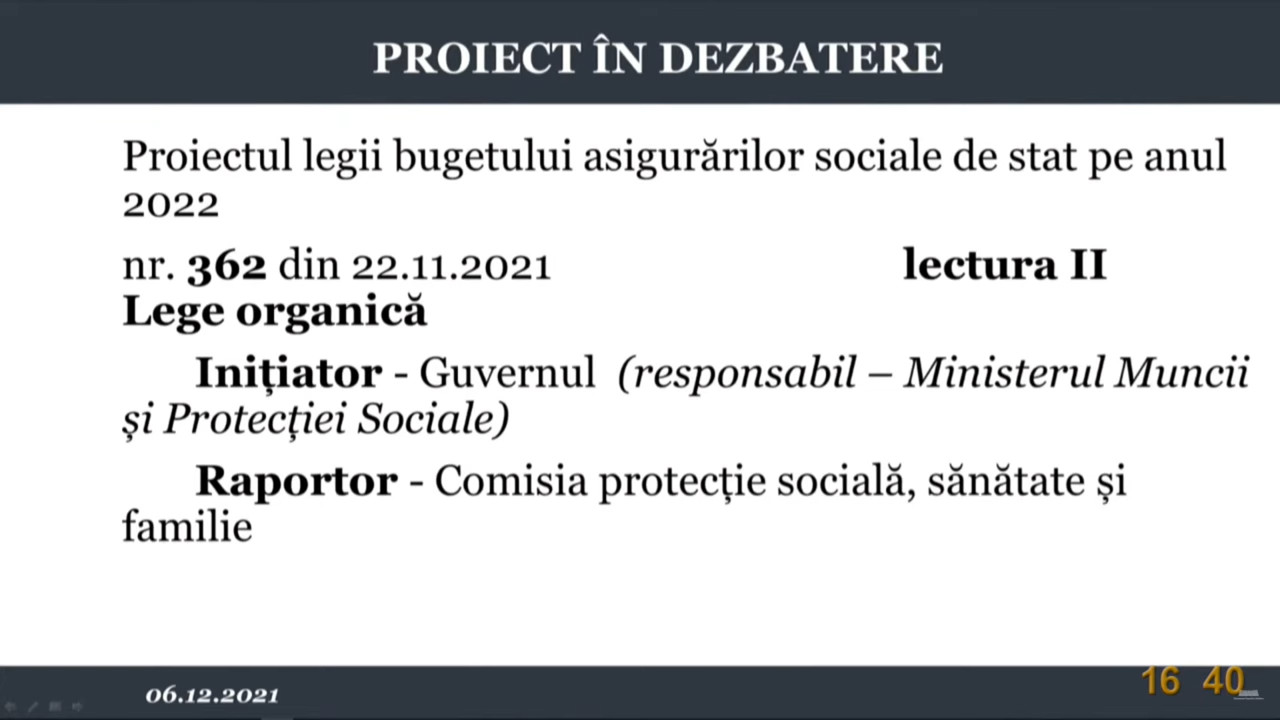 PROIECT ÎN DEZBATERE
Proiectul legii bugetului asigurărilor sociale de stat pe anul
2022
nr. 362 din 22.11.2021 lectura II
Lege organică
Inițiator - Guvernul (responsabil – Ministerul Muncii
și Protecției Sociale)
Raportor - Comisia protecție socială, sănătate și
familie
06.12.2021
16 40